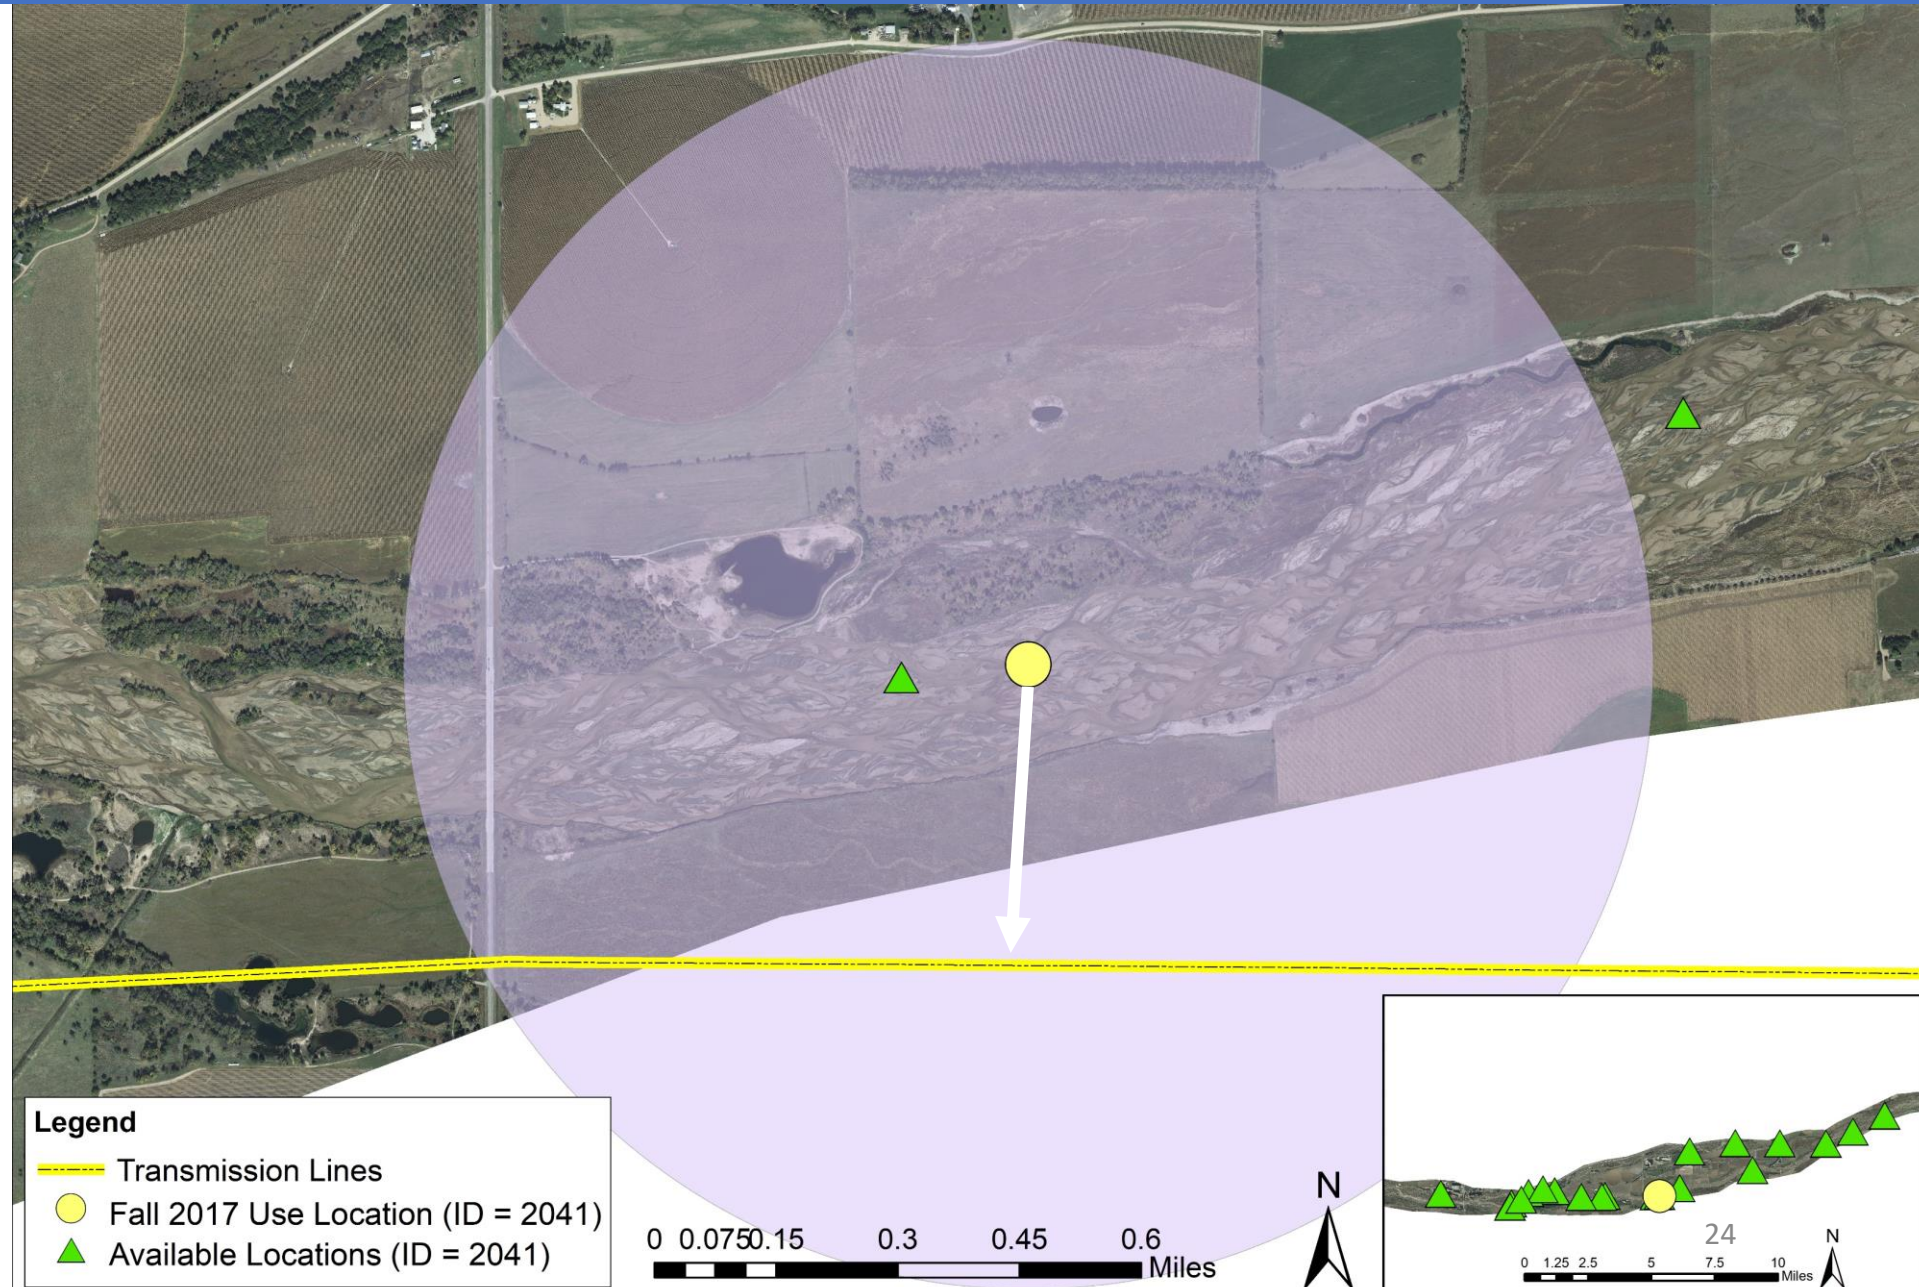 Legend
Transmission Lines
Fall 2017 Use Location (ID = 2041)
Available Locations (ID = 2041)
0 0.075 0.15 0.3 0.45 0.6
Miles
N
24
N
0 1.25 2.5 5 7.5 10
Miles